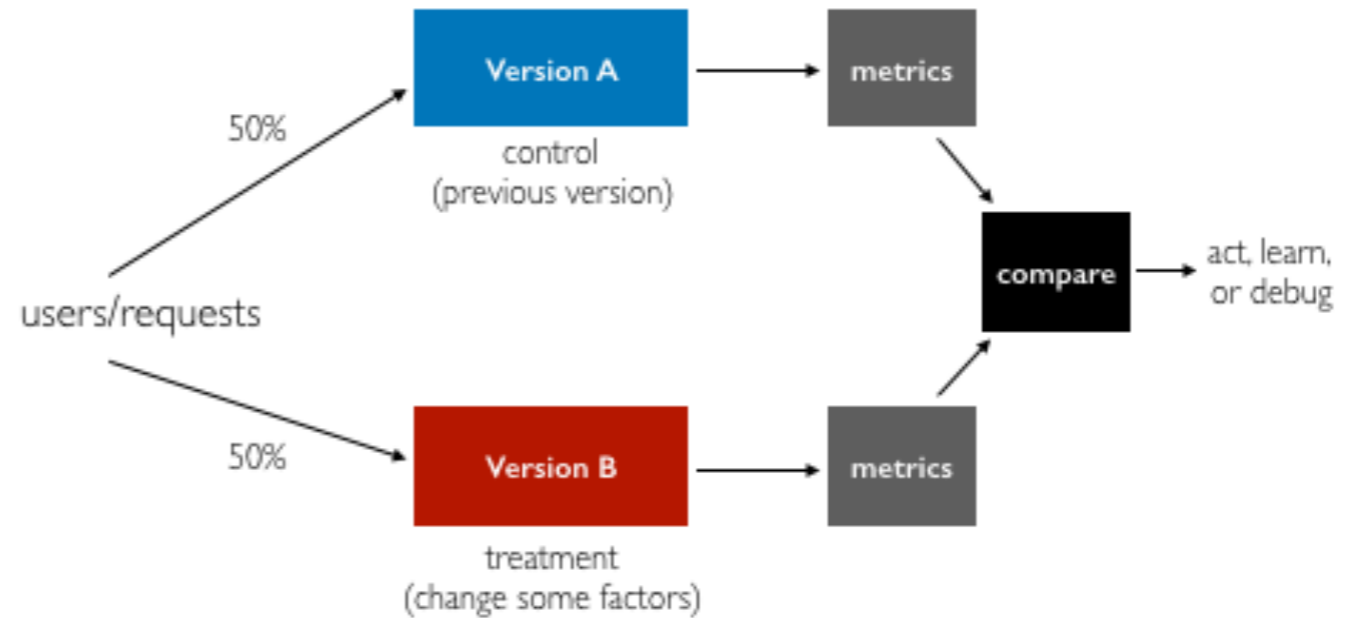 50%
Version A
control
(previous version)
metrics
users/requests
compare
act, learn,
or debug
50%
Version B
treatment
(change some factors)
metrics